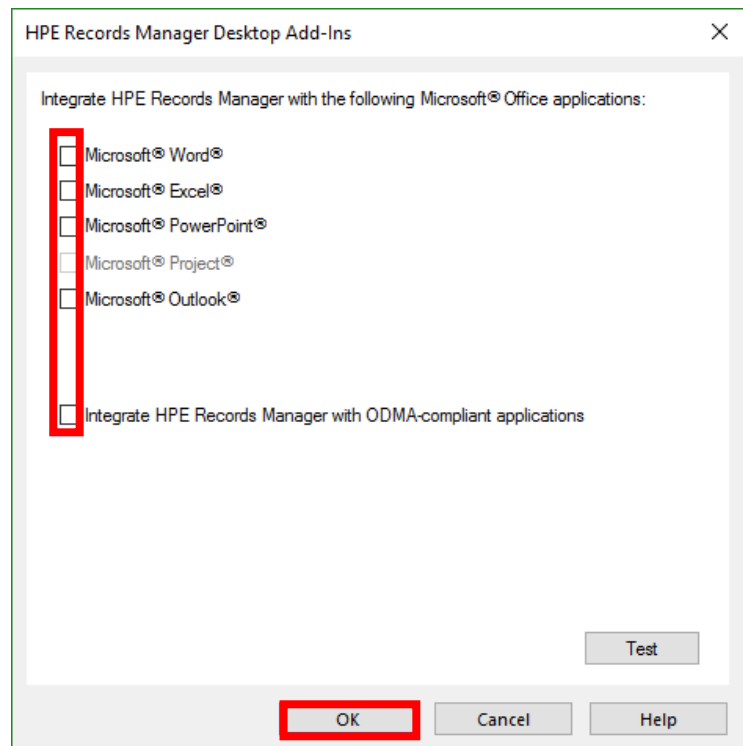 HPE Records Manager Desktop Add-Ins
Integrate HPE Records Manager with the following Microsoft® Office applications:
Microsoft® Word®
Microsoft® Excel®
Microsoft® PowerPoint®
Microsoft® Project®
Microsoft® Outlook®
Integrate HPE Records Manager with ODMA-compliant applications
Test
OK Cancel Help